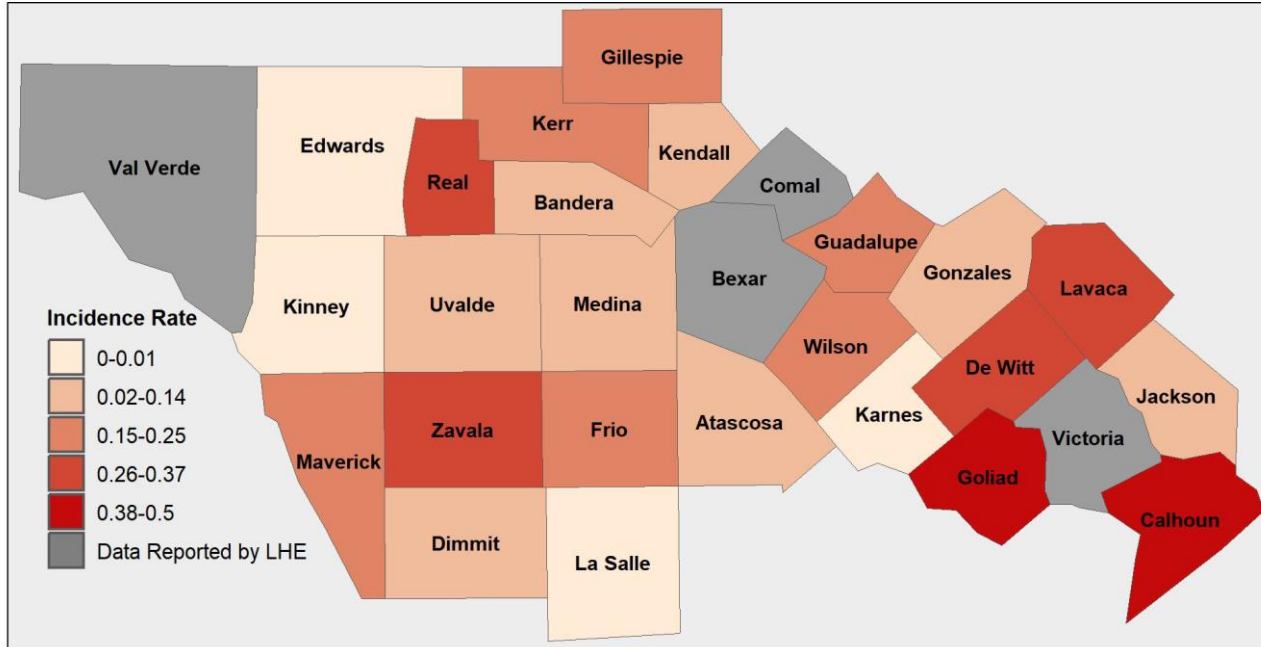 Gillespie
Kerr
Edwards
Kendall
Val Verde
Real
Comal
Bandera
Guadalupe
Gonzales
Bexar
Lavaca
Kinney
Uvalde
Medina
Wilson
De Witt
Jackson
Karnes
Atascosa
Zavala
Frio
Victoria
Maverick
Goliad
Calhoun
Dimmit
La Salle
Incidence Rate
0-0.01
0.02-0.14
0.15-0.25
0.26-0.37
0.38-0.5
Data Reported by LHE